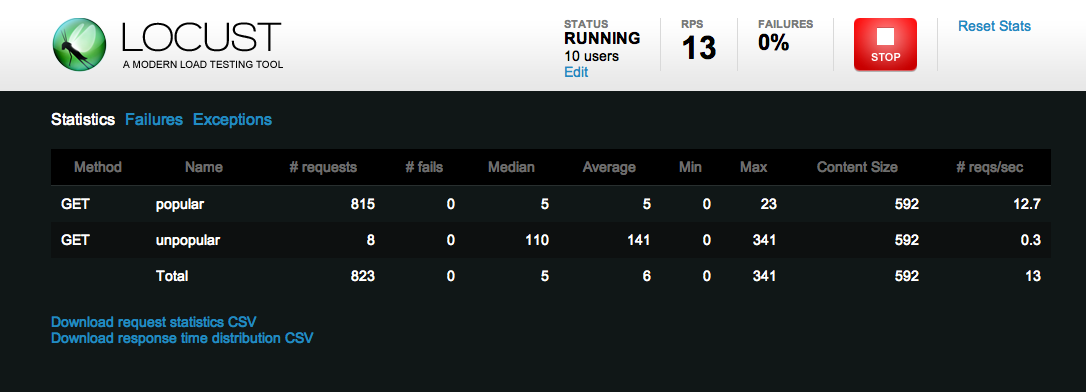 LOCUST
A MODERN LOAD TESTING TOOL
STATUS
RUNNING
10 users
Edit
RPS
13
FAILURES
0%
STOP
Reset Stats
Statistics Failures Exceptions
Method Name # requests # fails Median Average Min Max Content Size # reqs/sec
GET popular 815 0 5 5 0 23 592 12.7
GET unpopular 8 0 110 141 0 341 592 0.3
Total 823 0 5 6 0 341 592 13
Download request statistics CSV
Download response time distribution CSV